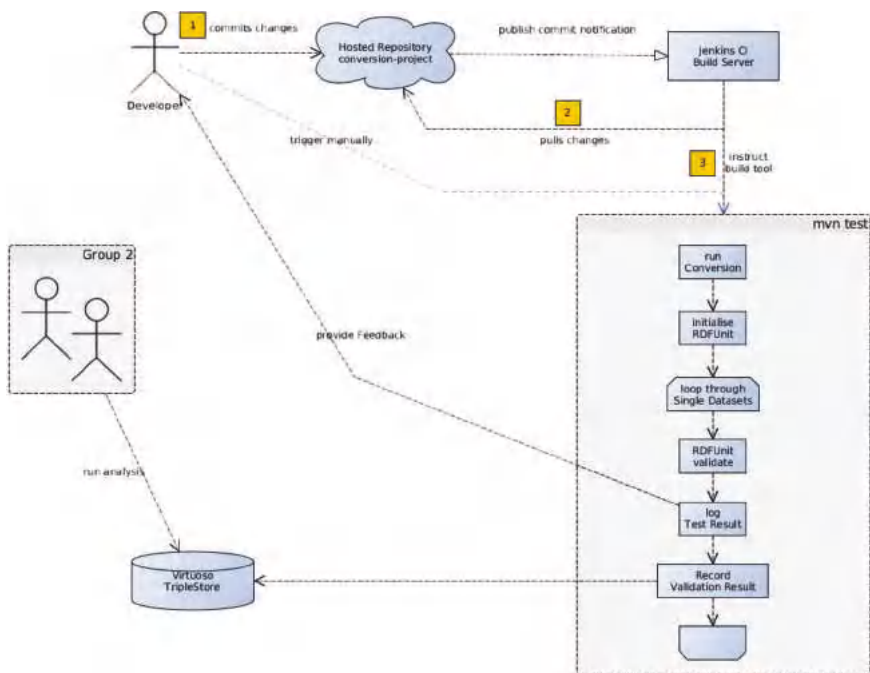 1
commits changes
Hosted Repository
conversion-project
publish commit notification
Jenkins CI
Build Server
Develope
2
pulls changes
trigger manually
3
instruct
build tool
mvn test
Group 2
run
Conversion
initialise
RDFUnit
provide Feedback
loop through
Single Datasets
RDFUnit
validate
run analysis
log
Test Result
Virtuoso
TripleStore
Record
Validation Result